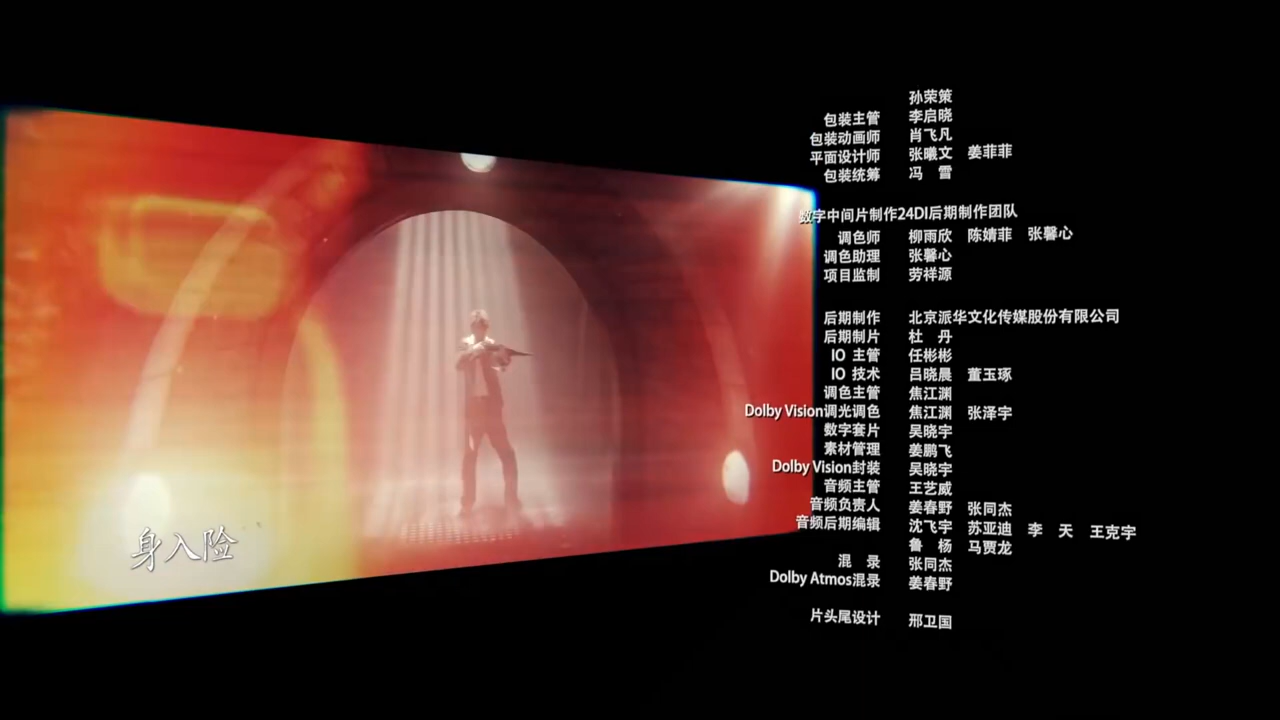 孙荣策
包装主管 李启晓
包装动画师 肖飞凡
平面设计师 张曦文 姜菲菲
包装统筹 冯 雪
数字中间片制作24DI后期制作团队
调色师 柳雨欣 陈婧菲 张馨心
调色助理 张馨心
项目监制 劳祥源
后期制作 北京派华文化传媒股份有限公司
后期制片 杜 丹
IO 主管 任彬彬
IO 技术 吕晓晨 董玉琢
调色主管 焦江渊
Dolby Vision调光调色 焦江渊 张泽宇
数字套片 吴晓宇
素材管理 姜鹏飞
Dolby Vision封装 吴晓宇
音频主管 王艺威
音频负责人 姜春野 张同杰
音频后期编辑 沈飞宇 苏亚迪 李 天 王克宇
鲁 杨 马贾龙
混 录 张同杰
Dolby Atmos混录 姜春野
片头尾设计 邢卫国
身入险